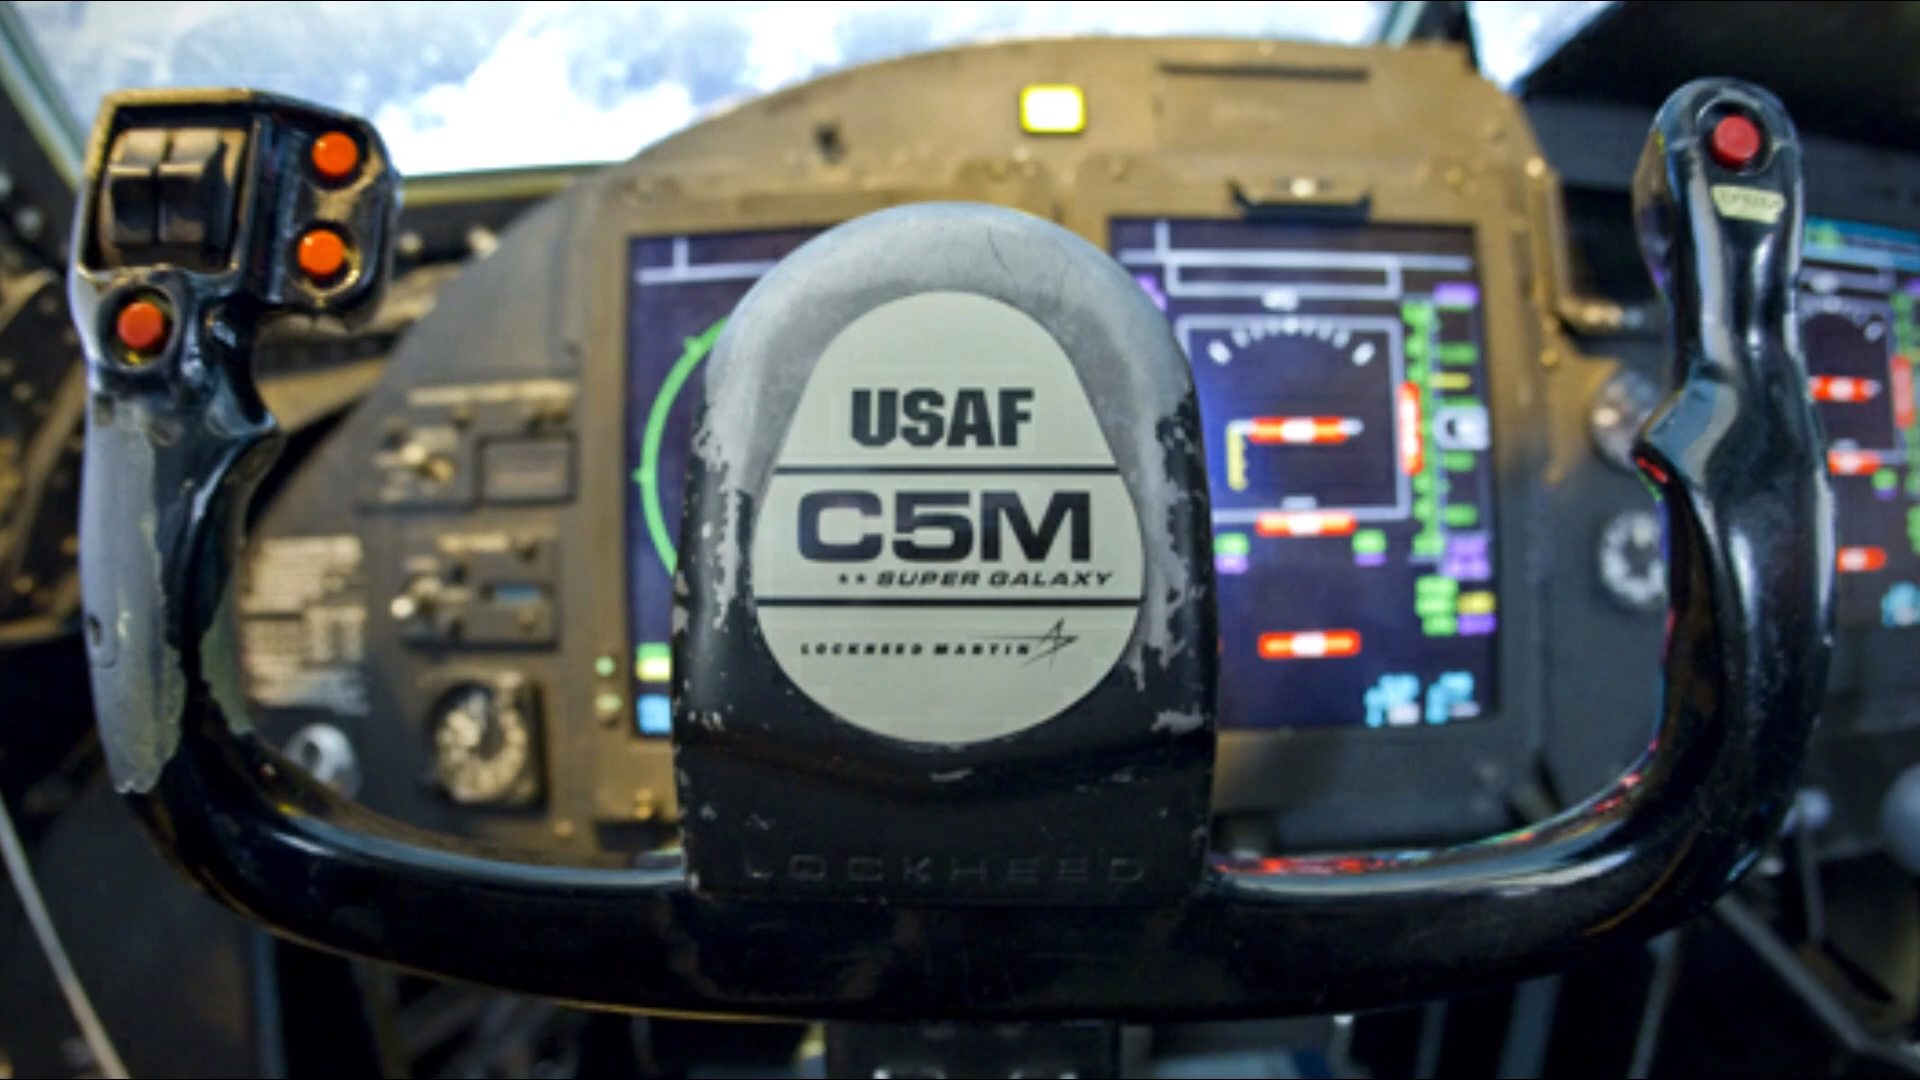 USAF
C5M
★★ SUPER GALAXY
LOCKHEED MARTIN
LOCKHEED